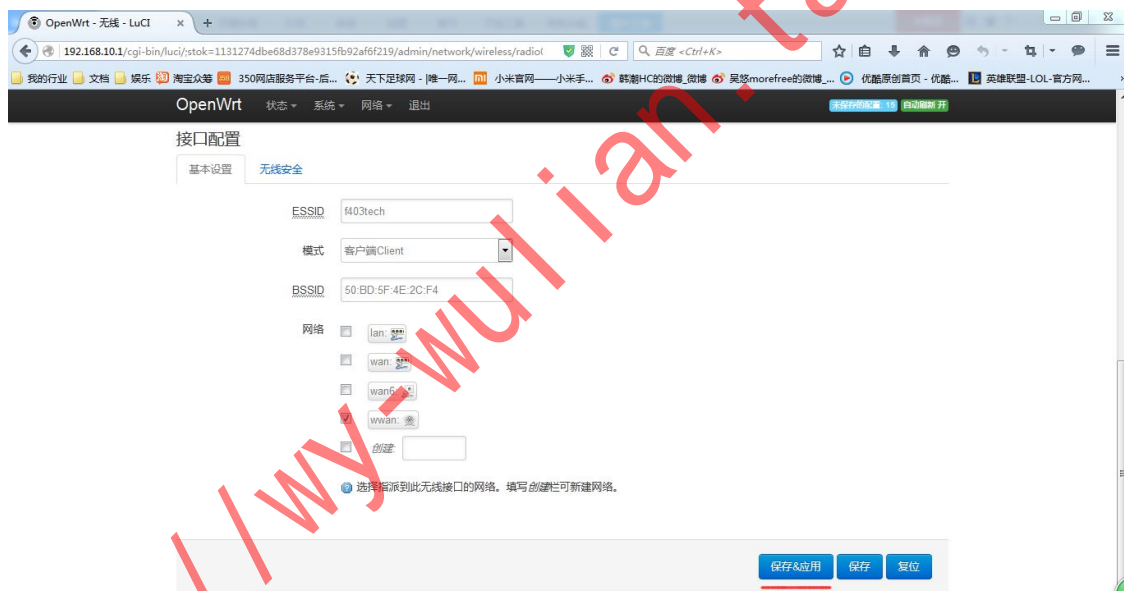 OpenWrt - 无线 - LuCI × +
192.168.10.1/cgi-bin/luci/;stok=1131274dbe68d378e9315fb92af6f219/admin/network/wireless/radio( 百度 <Ctrl+K>
我的行业 文档 娱乐 淘宝众筹 350网店服务平台-后... 天下足球网 - |唯一网... 小米官网——小米手... 韩潮HC的微博_微博 吴悠morefree的微博_... 优酷原创首页 - 优酷... 英雄联盟-LOL-官方网...
OpenWrt 状态 系统 网络 退出 未保存的配置: 15 自动刷新 开
接口配置
基本设置 无线安全
ESSID f403tech
模式 客户端Client
BSSID 50:BD:5F:4E:2C:F4
网络 lan:
wan:
wan6:
wwan:
创建:
选择指派到此无线接口的网络。填写创建栏可新建网络。
保存&应用 保存 复位
//wy-wulian.t